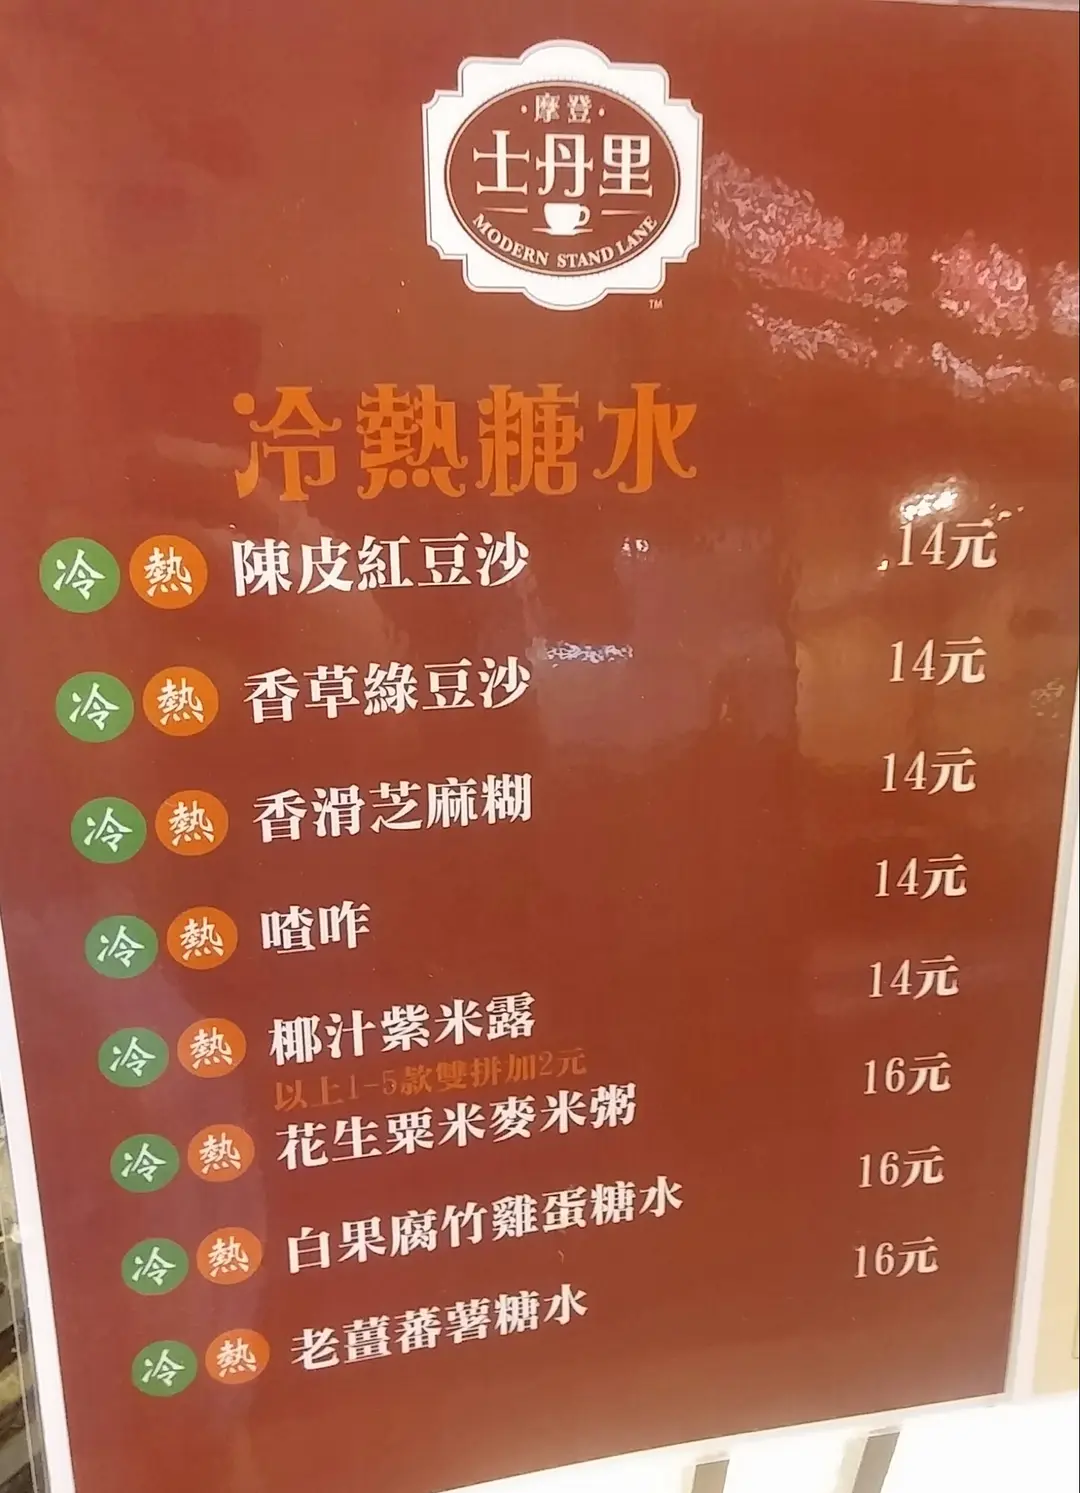 ·摩登·
士丹里
MODERN STAND LANE
TM
冷熱糖水
冷 熱 陳皮紅豆沙 14元
冷 熱 香草綠豆沙 14元
冷 熱 香滑芝麻糊 14元
冷 熱 喳咋 14元
冷 熱 椰汁紫米露 14元
以上1-5款雙拼加2元
冷 熱 花生粟米麥米粥 16元
冷 熱 白果腐竹雞蛋糖水 16元
冷 熱 老薑蕃薯糖水 16元